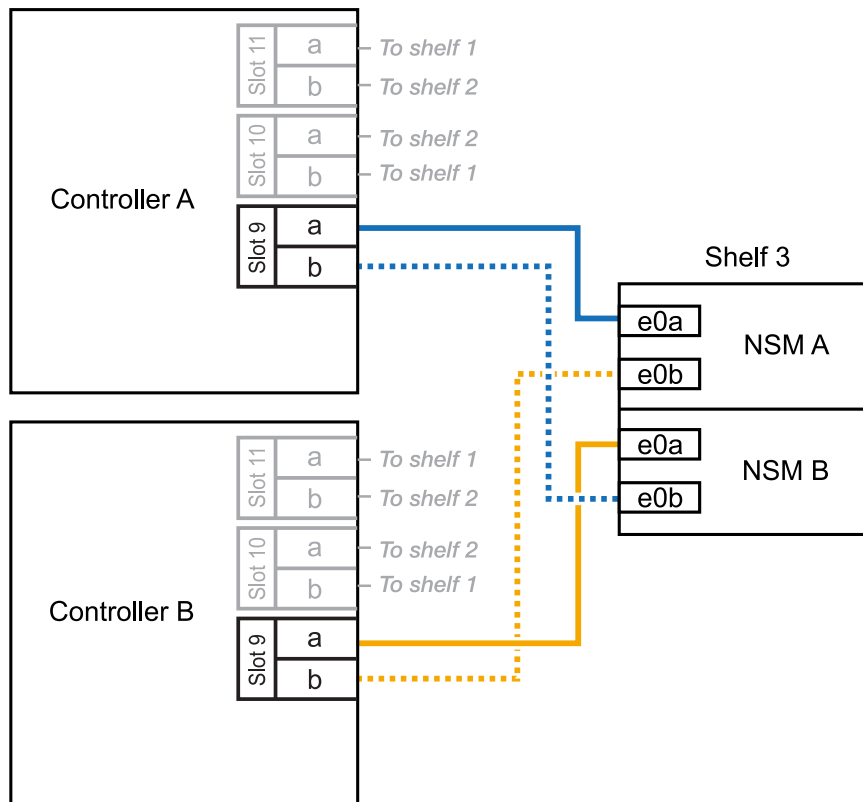 Slot 11
a
To shelf 1
b
To shelf 2
Slot 10
a
To shelf 2
b
To shelf 1
Controller A
Slot 9
a
b
Shelf 3
e0a
NSM A
e0b
e0a
NSM B
e0b
Slot 11
a
To shelf 1
b
To shelf 2
Slot 10
a
To shelf 2
b
To shelf 1
Controller B
Slot 9
a
b